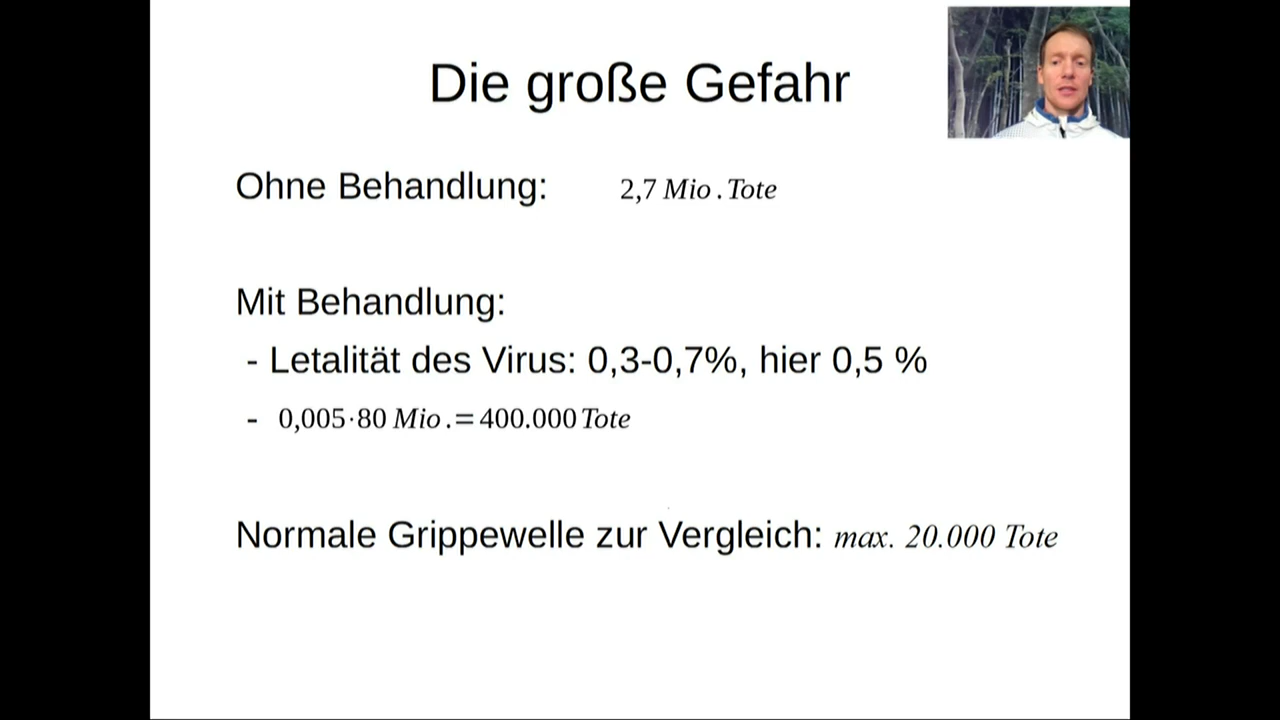 Die große Gefahr
Ohne Behandlung: 2,7 Mio. Tote
Mit Behandlung:
- Letalität des Virus: 0,3-0,7%, hier 0,5 %
- 0,005·80 Mio.=400.000 Tote
Normale Grippewelle zur Vergleich: max. 20.000 Tote